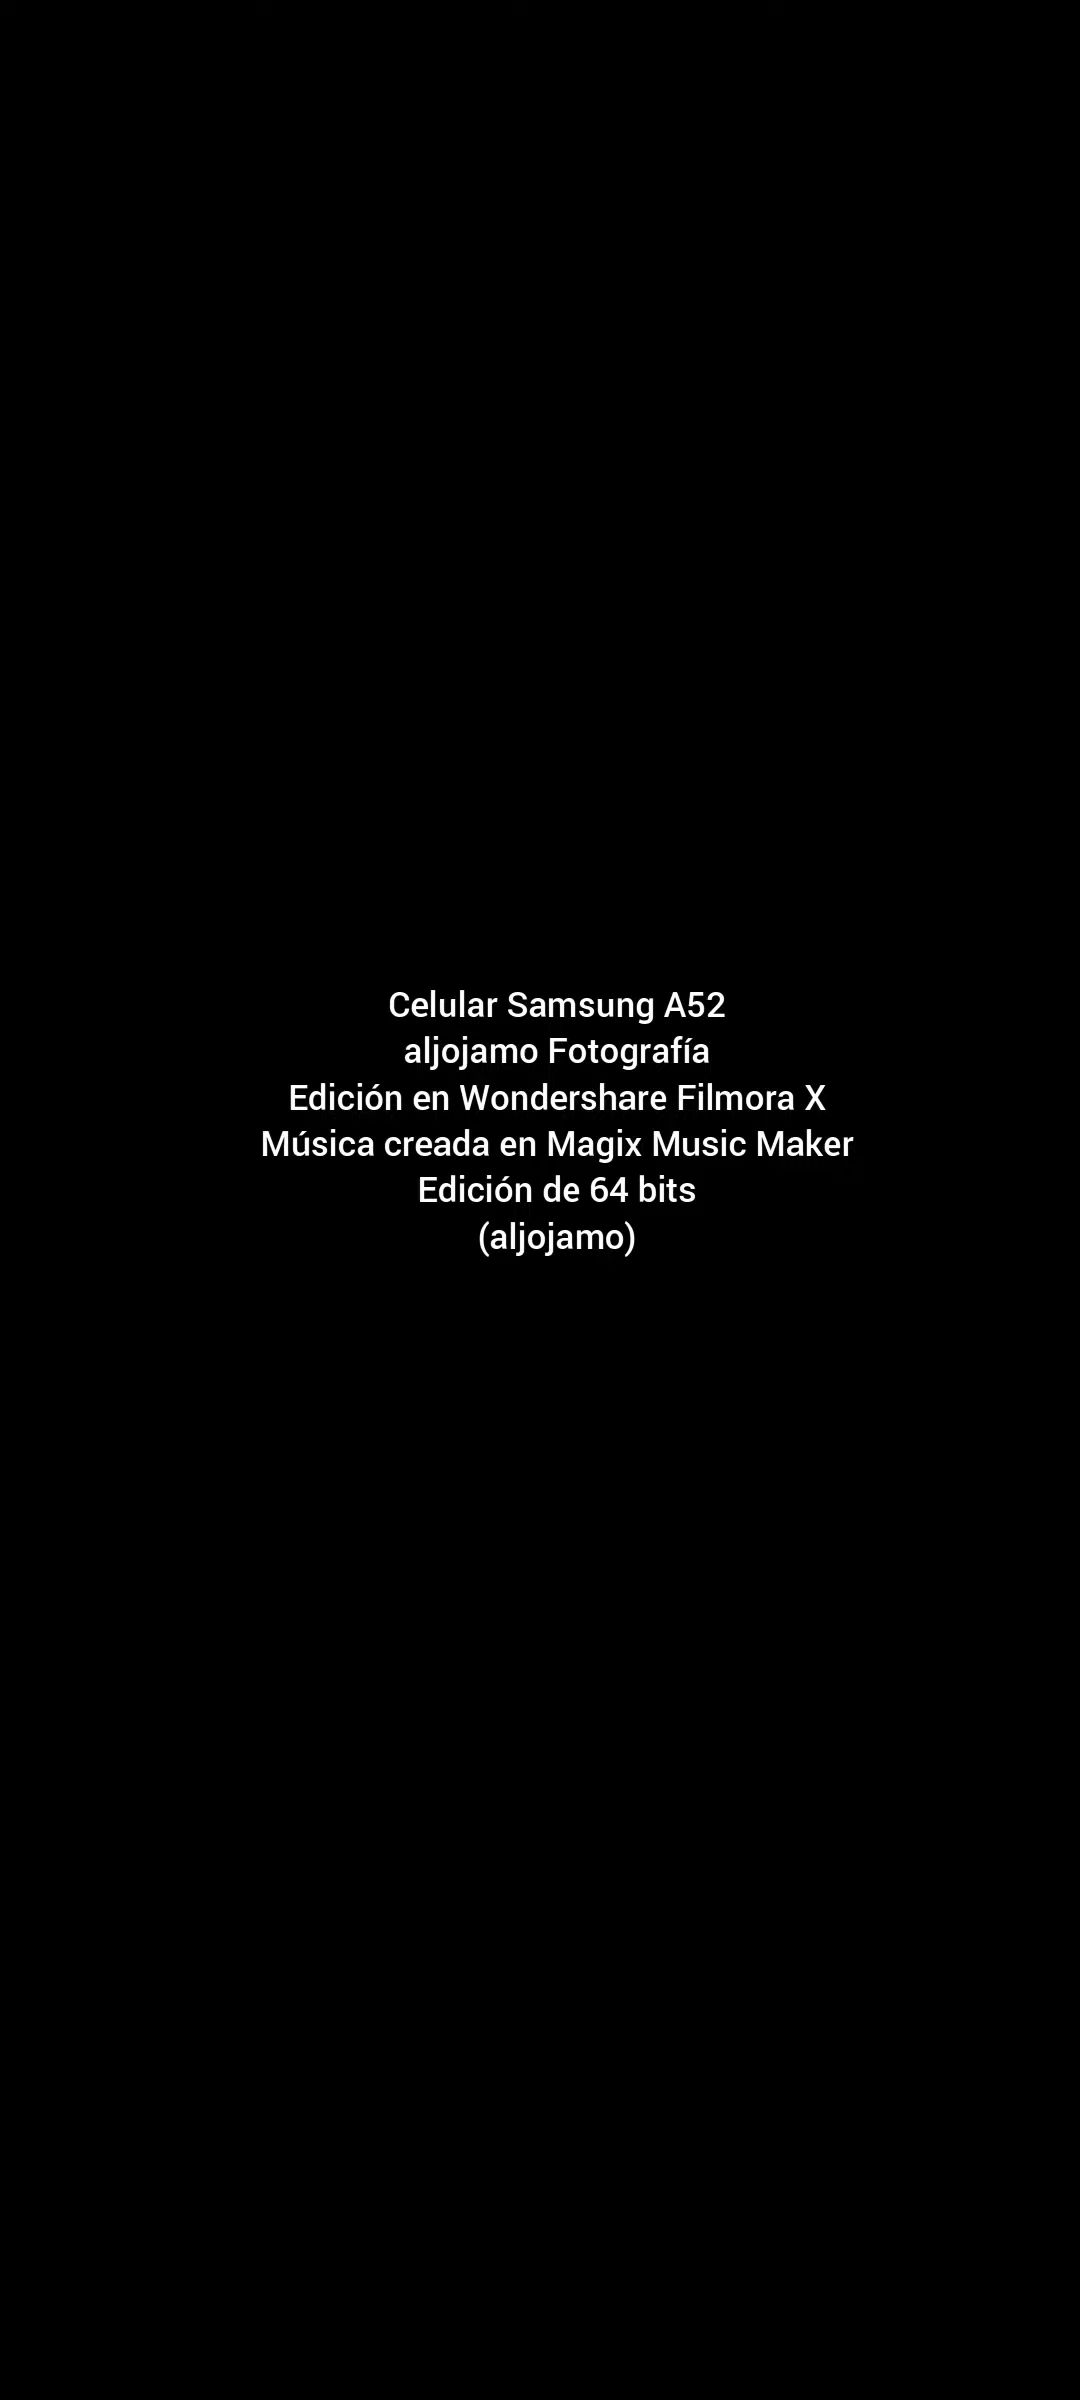 Celular Samsung A52
aljojamo Fotografía
Edición en Wondershare Filmora X
Música creada en Magix Music Maker
Edición de 64 bits
(aljojamo)